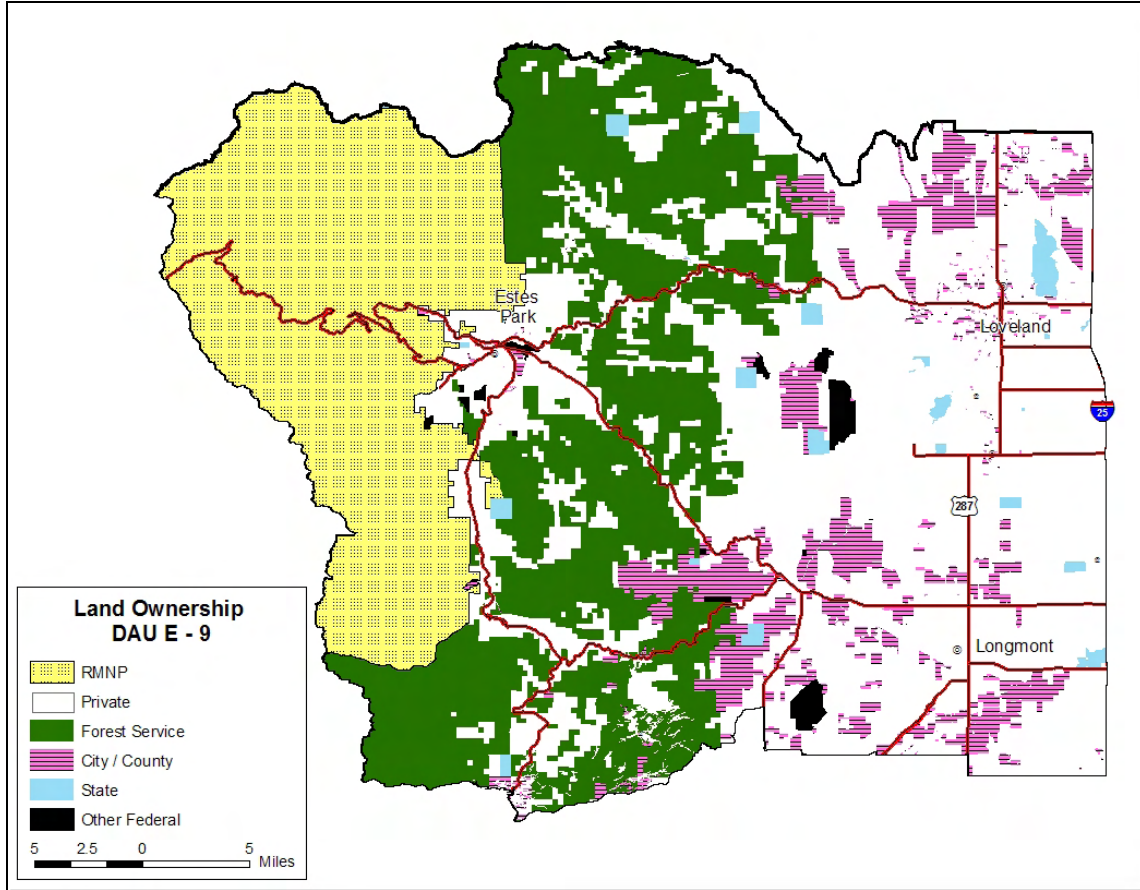 Estes
Park
Loveland
25
287
Longmont
Land Ownership
DAU E - 9
RMNP
Private
Forest Service
City / County
State
Other Federal
5 2.5 0 5 Miles